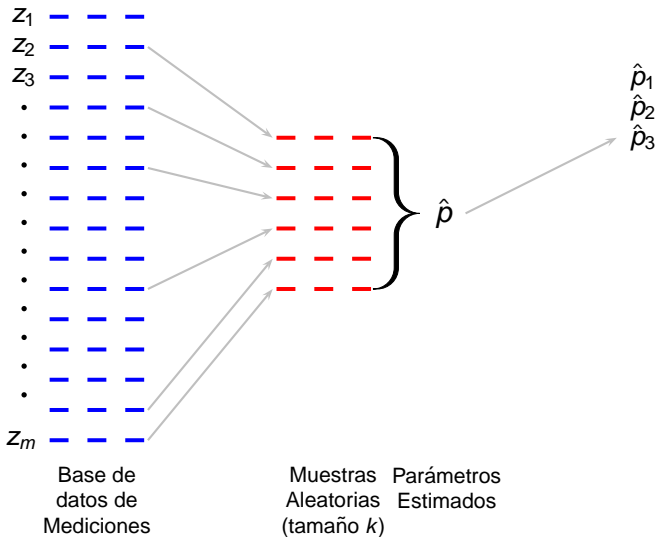 z1
z2
z3
zm
p̂
p̂1
p̂2
p̂3
Base de
datos de
Mediciones
Muestras
Aleatorias
(tamaño k)
Parámetros
Estimados